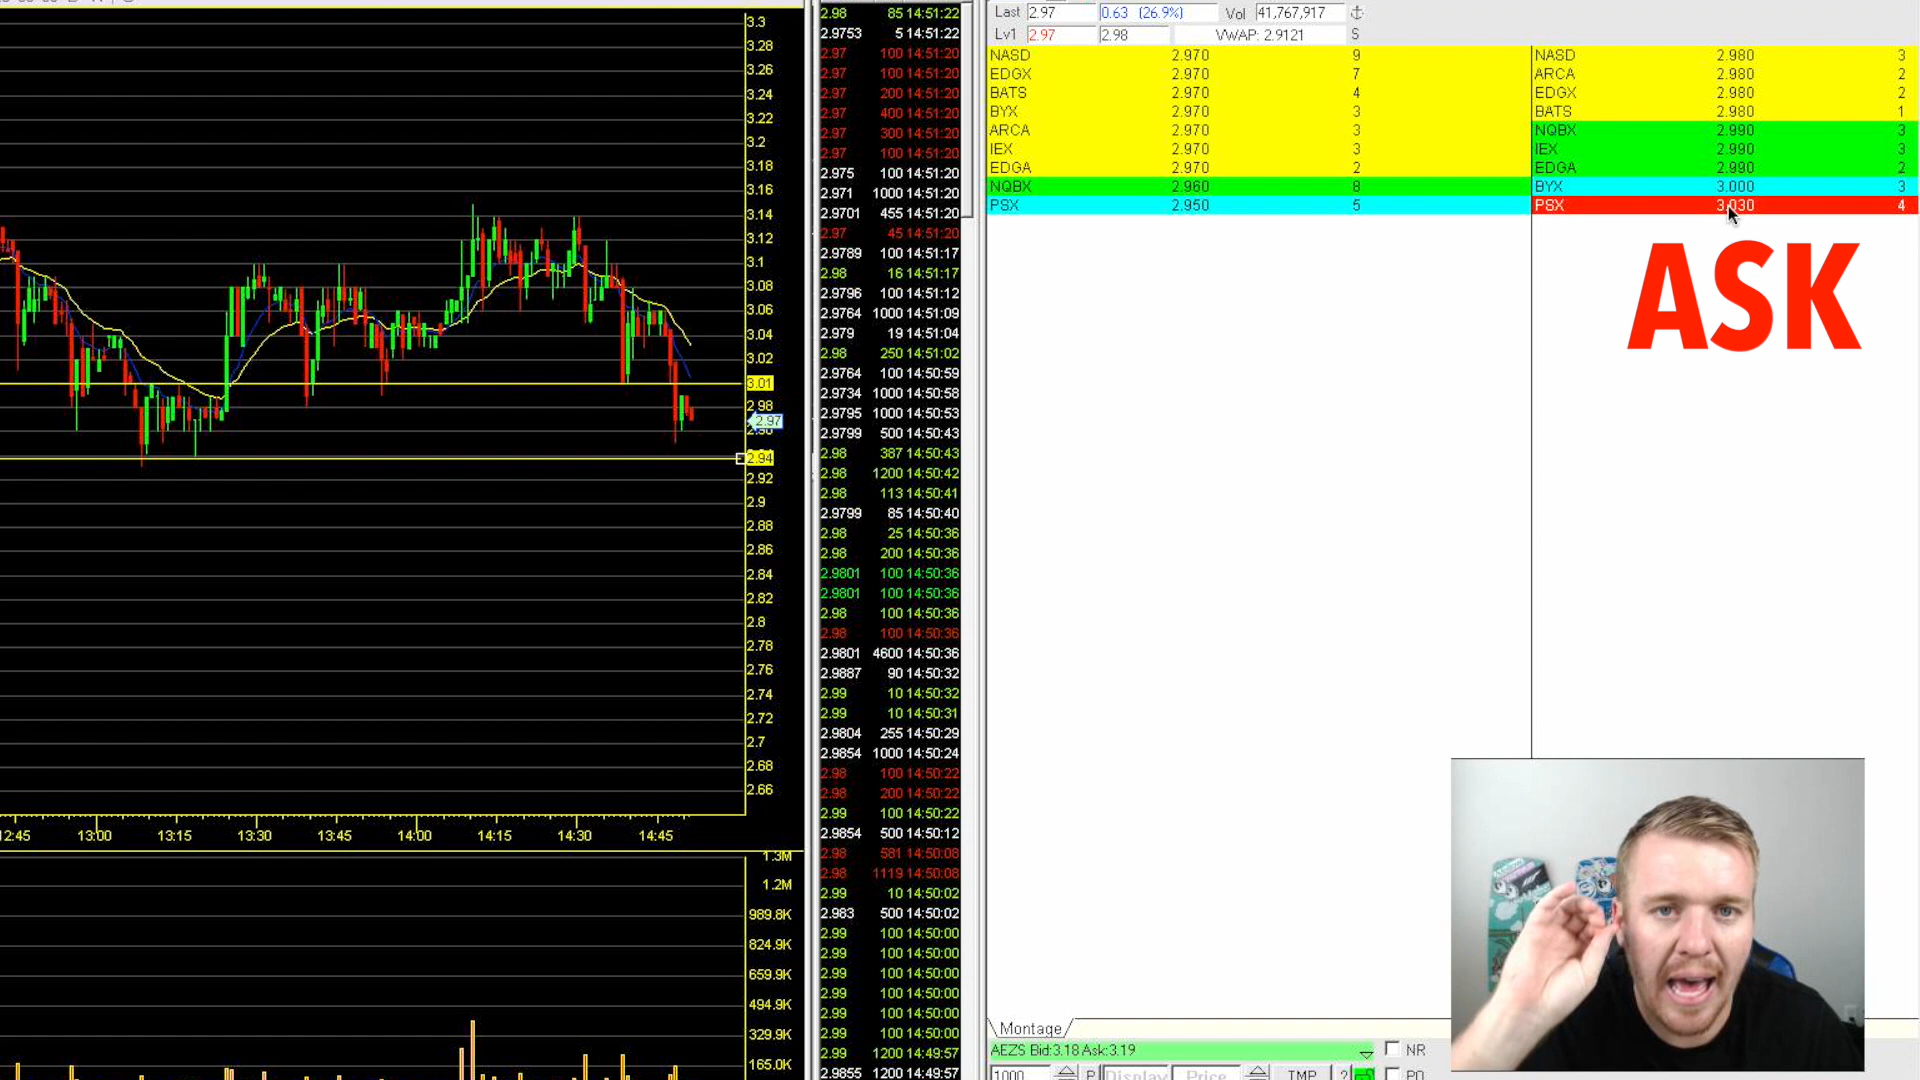 3.3
3.28
3.26
3.24
3.22
3.2
3.18
3.16
3.14
3.12
3.1
3.08
3.06
3.04
3.02
3.01
2.98
2.97
2.94
2.92
2.9
2.88
2.86
2.84
2.82
2.8
2.78
2.76
2.74
2.72
2.7
2.68
2.66
12:45 13:00 13:15 13:30 13:45 14:00 14:15 14:30 14:45
1.3M
1.2M
989.8K
824.9K
659.9K
494.9K
329.9K
165.0K
2.98 85 14:51:22
2.9753 5 14:51:22
2.97 100 14:51:20
2.97 100 14:51:20
2.97 200 14:51:20
2.97 400 14:51:20
2.97 300 14:51:20
2.97 100 14:51:20
2.975 100 14:51:20
2.971 1000 14:51:20
2.9701 455 14:51:20
2.97 45 14:51:20
2.9789 100 14:51:17
2.98 16 14:51:17
2.9796 100 14:51:12
2.9764 1000 14:51:09
2.979 19 14:51:04
2.98 250 14:51:02
2.9764 100 14:50:59
2.9734 1000 14:50:58
2.9795 1000 14:50:53
2.9799 500 14:50:43
2.98 387 14:50:43
2.98 1200 14:50:42
2.98 113 14:50:41
2.9799 85 14:50:40
2.98 25 14:50:36
2.98 200 14:50:36
2.9801 100 14:50:36
2.9801 100 14:50:36
2.98 100 14:50:36
2.98 100 14:50:36
2.9801 4600 14:50:36
2.9887 90 14:50:32
2.99 10 14:50:32
2.99 10 14:50:31
2.9804 255 14:50:29
2.9854 1000 14:50:24
2.98 100 14:50:22
2.98 200 14:50:22
2.99 100 14:50:22
2.9854 500 14:50:12
2.98 581 14:50:08
2.98 1119 14:50:08
2.99 10 14:50:02
2.983 500 14:50:02
2.99 100 14:50:00
2.99 100 14:50:00
2.99 100 14:50:00
2.99 100 14:50:00
2.99 100 14:50:00
2.99 100 14:50:00
2.99 1200 14:49:57
2.9855 1200 14:49:57
Last 2.97 0.63 (26.9%) Vol 41,767,917
Lv1 2.97 2.98 VWAP: 2.9121 S
NASD 2.970 9 NASD 2.980 3
EDGX 2.970 7 ARCA 2.980 2
BATS 2.970 4 EDGX 2.980 2
BYX 2.970 3 BATS 2.980 1
ARCA 2.970 3 NQBX 2.990 3
IEX 2.970 3 IEX 2.990 3
EDGA 2.970 2 EDGA 2.990 2
NQBX 2.960 8 BYX 3.000 3
PSX 2.950 5 PSX 3.030 4
ASK
Montage
AEZS Bid:3.18 Ask:3.19 NR
1000 P Display Price TMP ? PO